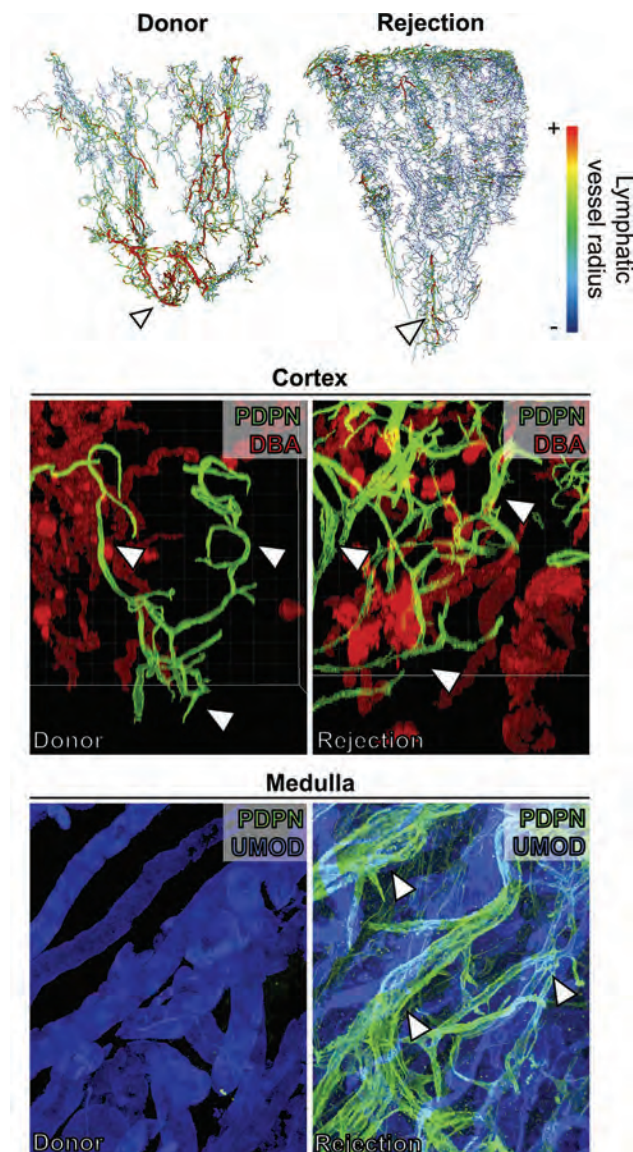 Donor
Rejection
+
-
Lymphatic
vessel radius
Cortex
PDPN
DBA
Donor
PDPN
DBA
Rejection
Medulla
PDPN
UMOD
Donor
PDPN
UMOD
Rejection